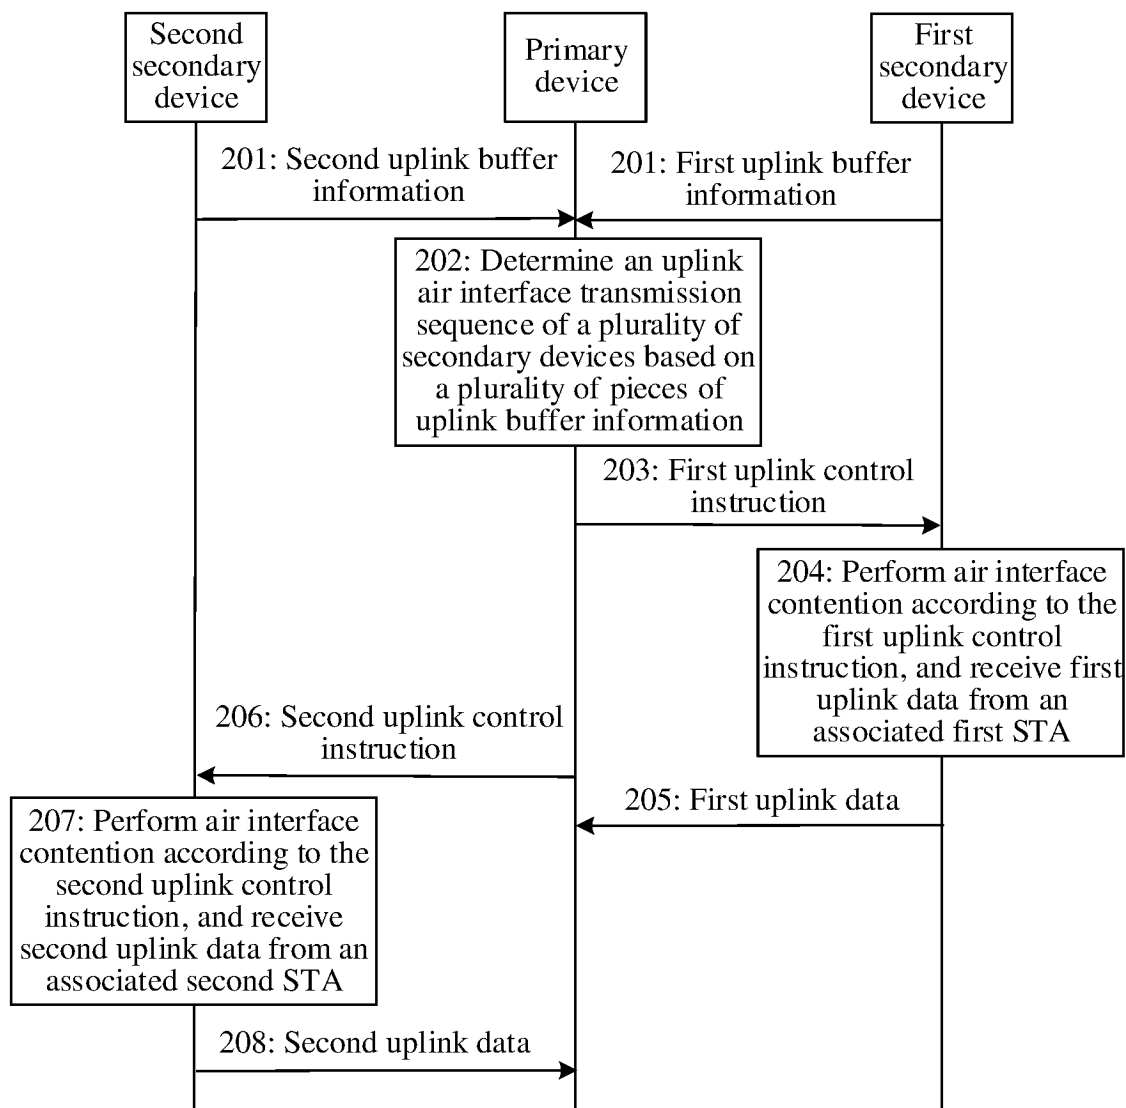 Second
secondary
device
Primary
device
First
secondary
device
201: Second uplink buffer
information
201: First uplink buffer
information
202: Determine an uplink
air interface transmission
sequence of a plurality of
secondary devices based on
a plurality of pieces of
uplink buffer information
203: First uplink control
instruction
204: Perform air interface
contention according to the
first uplink control
instruction, and receive first
uplink data from an
associated first STA
206: Second uplink control
instruction
205: First uplink data
207: Perform air interface
contention according to the
second uplink control
instruction, and receive
second uplink data from an
associated second STA
208: Second uplink data